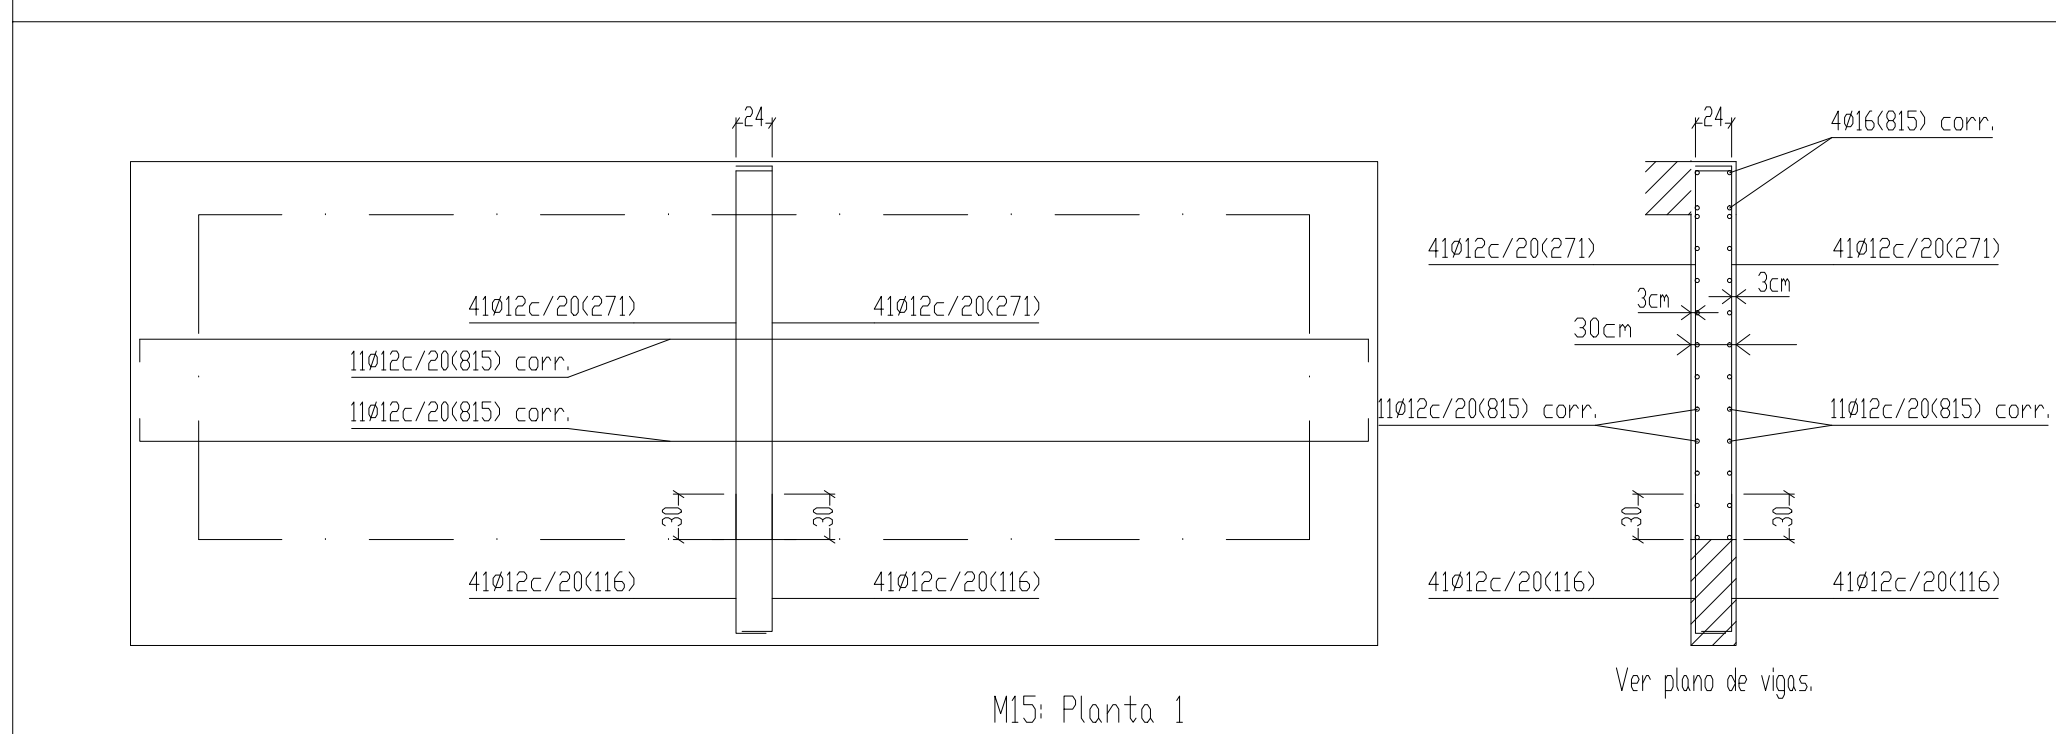 24
24
4ø16(815) corr.
41ø12c/20(271)
41ø12c/20(271)
3cm
3cm
41ø12c/20(271)
41ø12c/20(271)
30cm
11ø12c/20(815) corr.
11ø12c/20(815) corr.
11ø12c/20(815) corr.
11ø12c/20(815) corr.
30
30
30
30
41ø12c/20(116)
41ø12c/20(116)
41ø12c/20(116)
41ø12c/20(116)
Ver plano de vigas.
M15: Planta 1